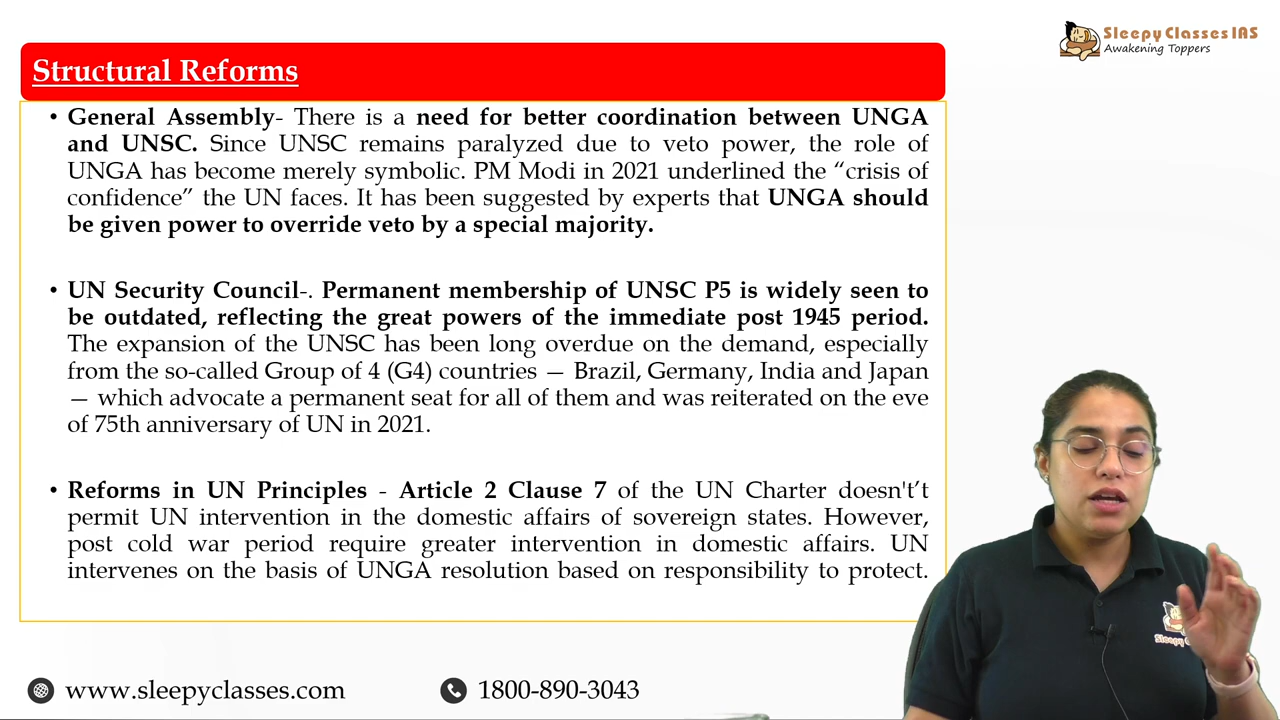 Sleepy Classes IAS
Awakening Toppers
Structural Reforms
• General Assembly- There is a need for better coordination between UNGA
and UNSC. Since UNSC remains paralyzed due to veto power, the role of
UNGA has become merely symbolic. PM Modi in 2021 underlined the “crisis of
confidence” the UN faces. It has been suggested by experts that UNGA should
be given power to override veto by a special majority.
• UN Security Council-. Permanent membership of UNSC P5 is widely seen to
be outdated, reflecting the great powers of the immediate post 1945 period.
The expansion of the UNSC has been long overdue on the demand, especially
from the so-called Group of 4 (G4) countries — Brazil, Germany, India and Japan
— which advocate a permanent seat for all of them and was reiterated on the eve
of 75th anniversary of UN in 2021.
• Reforms in UN Principles - Article 2 Clause 7 of the UN Charter doesn't’t
permit UN intervention in the domestic affairs of sovereign states. However,
post cold war period require greater intervention in domestic affairs. UN
intervenes on the basis of UNGA resolution based on responsibility to protect.
www.sleepyclasses.com
1800-890-3043